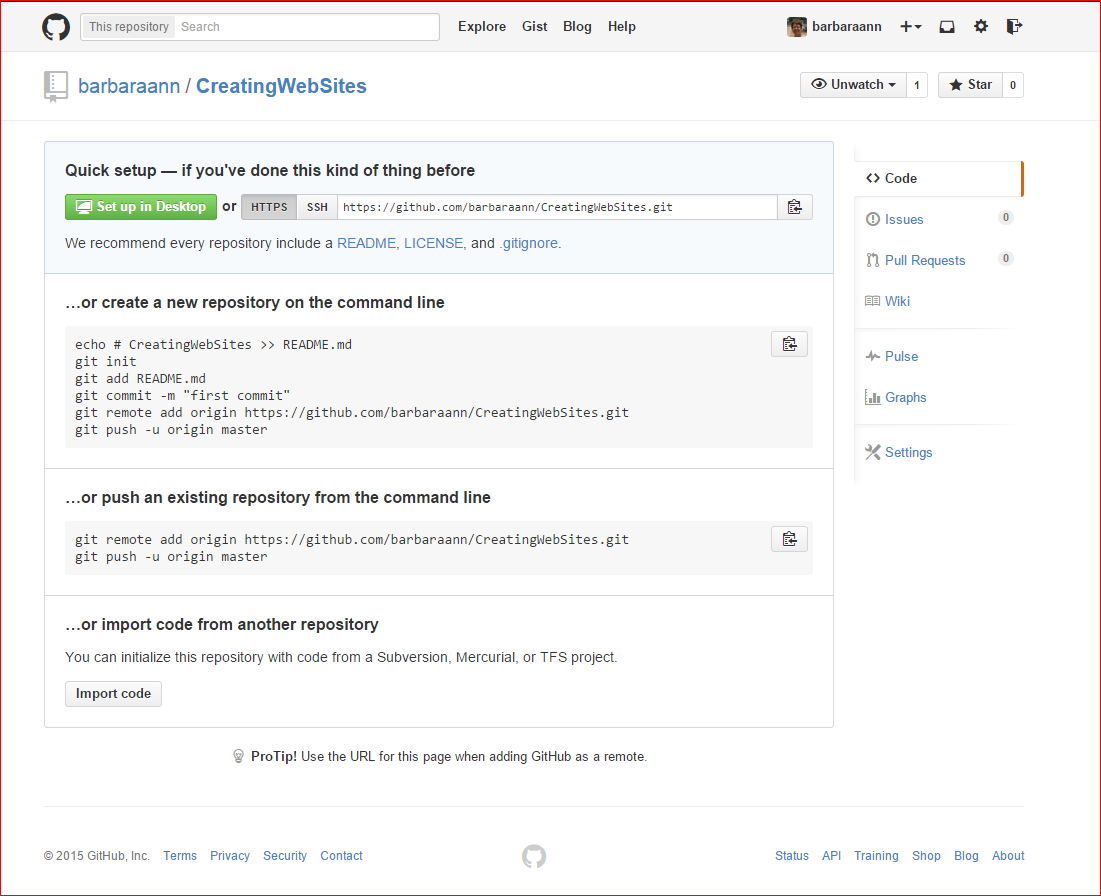 This repository Search Explore Gist Blog Help barbaraann
barbaraann / CreatingWebSites Unwatch 1 Star 0
Quick setup — if you've done this kind of thing before
Set up in Desktop or HTTPS SSH https://github.com/barbaraann/CreatingWebSites.git
We recommend every repository include a README, LICENSE, and .gitignore.
…or create a new repository on the command line
echo # CreatingWebSites >> README.md
git init
git add README.md
git commit -m "first commit"
git remote add origin https://github.com/barbaraann/CreatingWebSites.git
git push -u origin master
…or push an existing repository from the command line
git remote add origin https://github.com/barbaraann/CreatingWebSites.git
git push -u origin master
…or import code from another repository
You can initialize this repository with code from a Subversion, Mercurial, or TFS project.
Import code
ProTip! Use the URL for this page when adding GitHub as a remote.
Code
Issues 0
Pull Requests 0
Wiki
Pulse
Graphs
Settings
© 2015 GitHub, Inc. Terms Privacy Security Contact Status API Training Shop Blog About